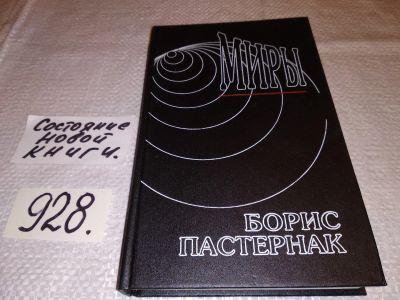 Состояние
новой
книги.
928.
МИРЫ
БОРИС
ПАСТЕРНАК